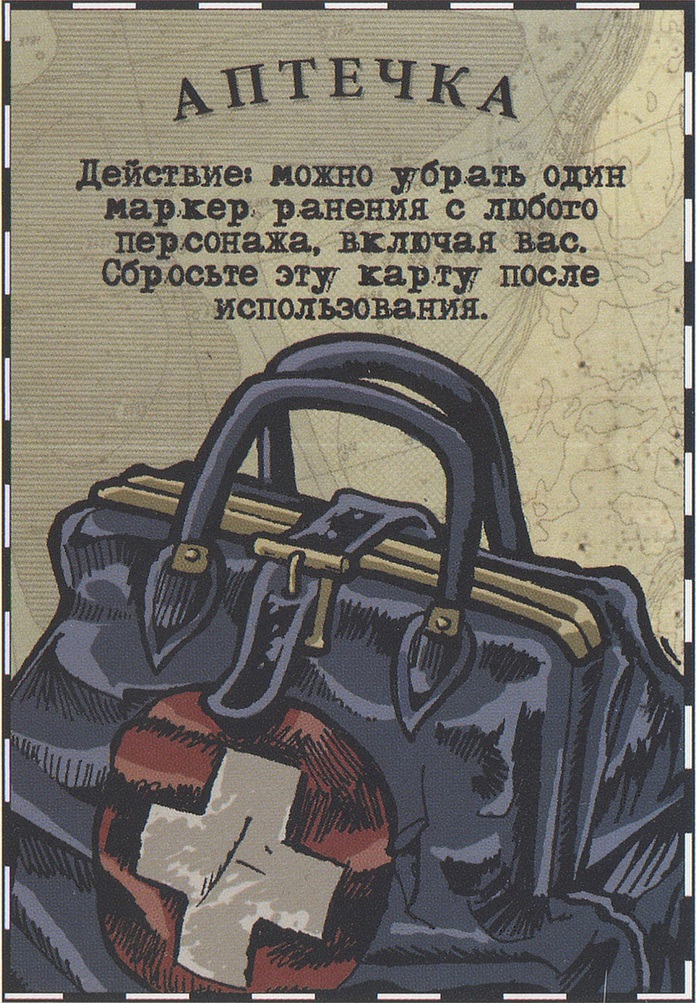 АПТЕЧКА
Действие: можно убрать один
маркер ранения с любого
персонажа, включая вас.
Сбросьте эту карту после
использования.